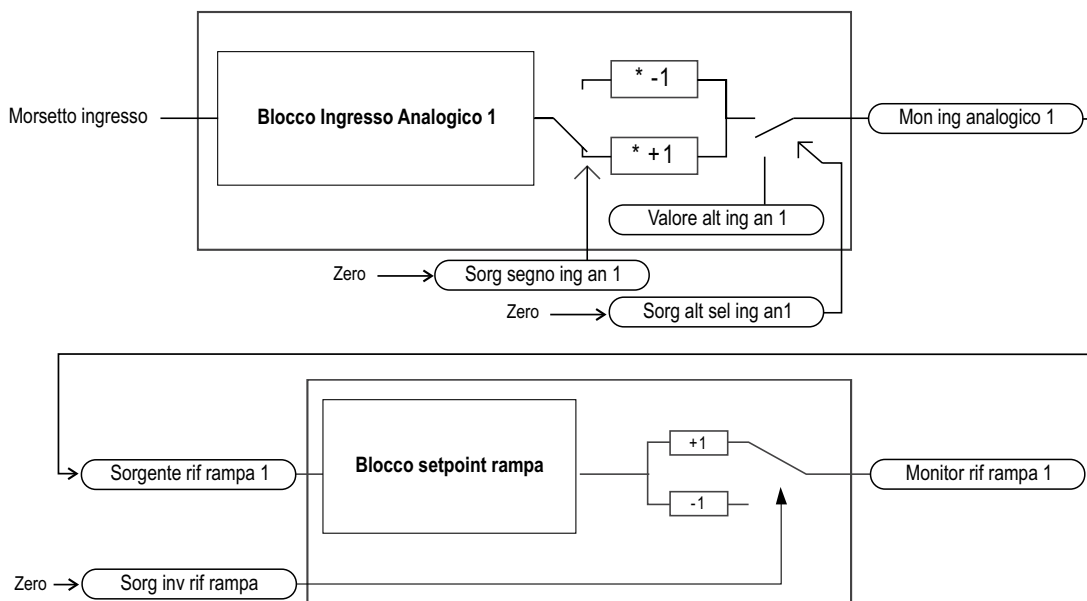 * -1
Morsetto ingresso
Blocco Ingresso Analogico 1
Mon ing analogico 1
* +1
Valore alt ing an 1
Zero
Sorg segno ing an 1
Zero
Sorg alt sel ing an1
+1
Sorgente rif rampa 1
Blocco setpoint rampa
Monitor rif rampa 1
-1
Zero
Sorg inv rif rampa